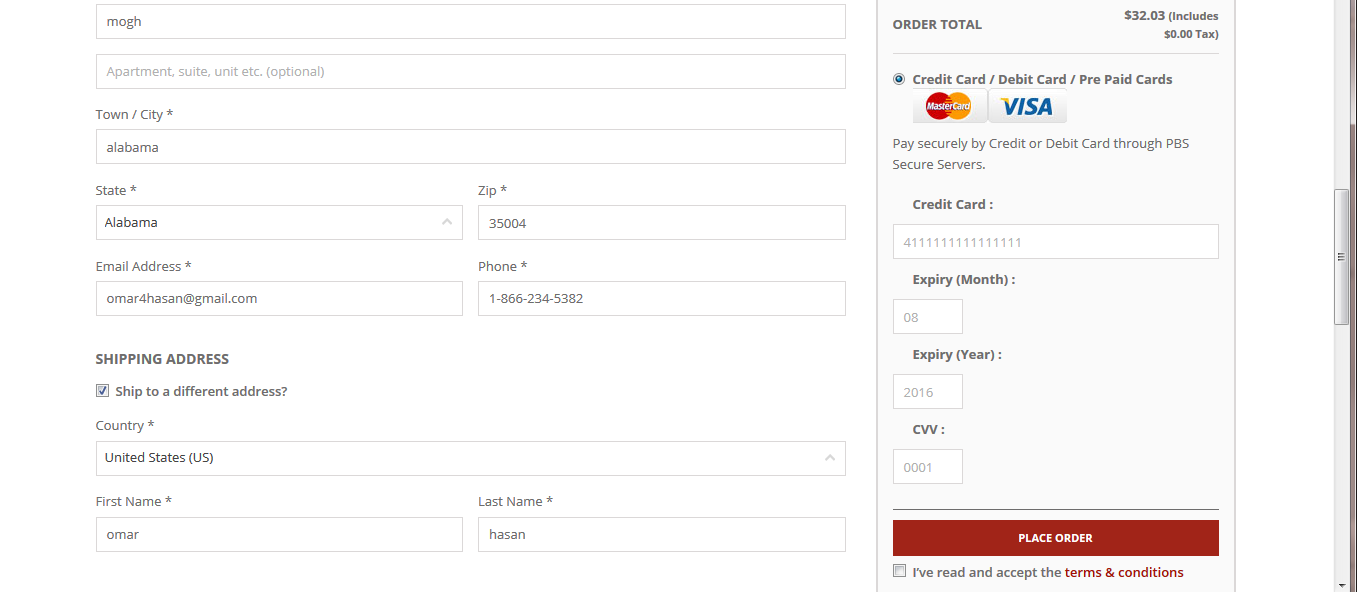 mogh
Apartment, suite, unit etc. (optional)
Town / City *
alabama
State *
Zip *
Alabama
35004
Email Address *
Phone *
omar4hasan@gmail.com
1-866-234-5382
SHIPPING ADDRESS
Ship to a different address?
Country *
United States (US)
First Name *
Last Name *
omar
hasan
ORDER TOTAL
$32.03 (Includes
$0.00 Tax)
Credit Card / Debit Card / Pre Paid Cards
MasterCard
VISA
Pay securely by Credit or Debit Card through PBS
Secure Servers.
Credit Card :
4111111111111111
Expiry (Month) :
08
Expiry (Year) :
2016
CVV :
0001
PLACE ORDER
I've read and accept the terms & conditions